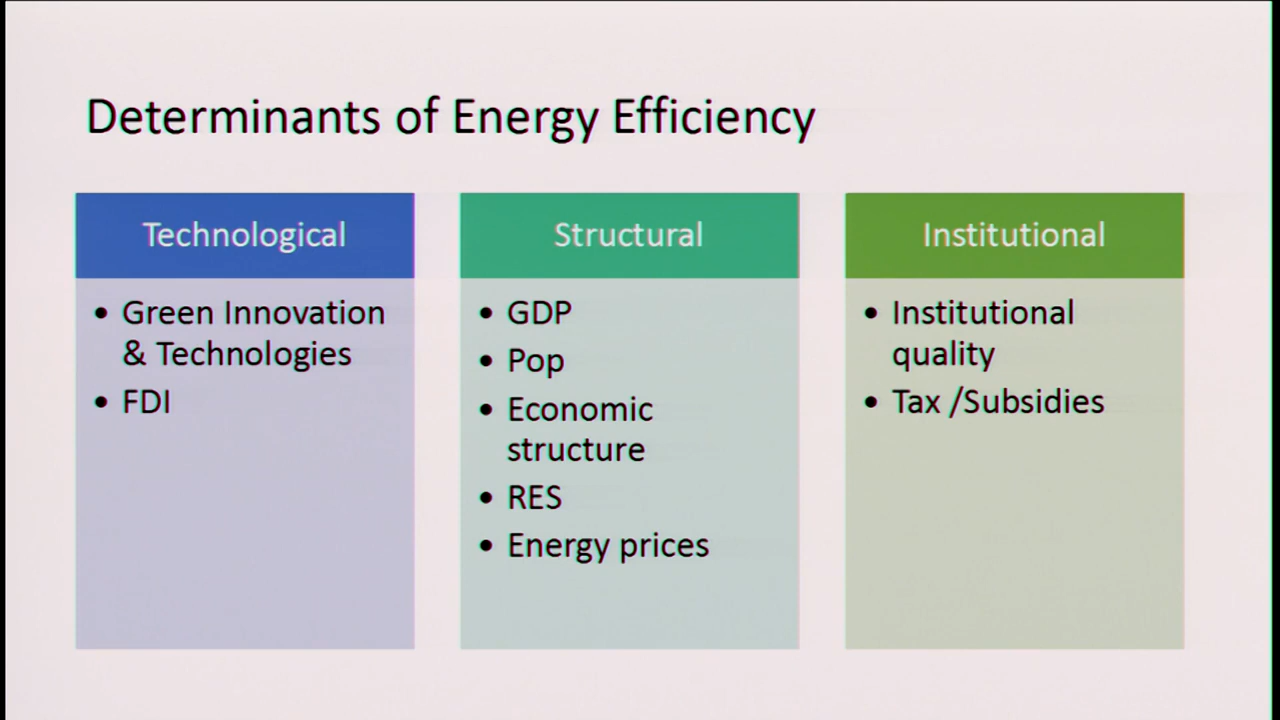 Determinants of Energy Efficiency
Technological
• Green Innovation
& Technologies
• FDI
Structural
• GDP
• Pop
• Economic
structure
• RES
• Energy prices
Institutional
• Institutional
quality
• Tax /Subsidies